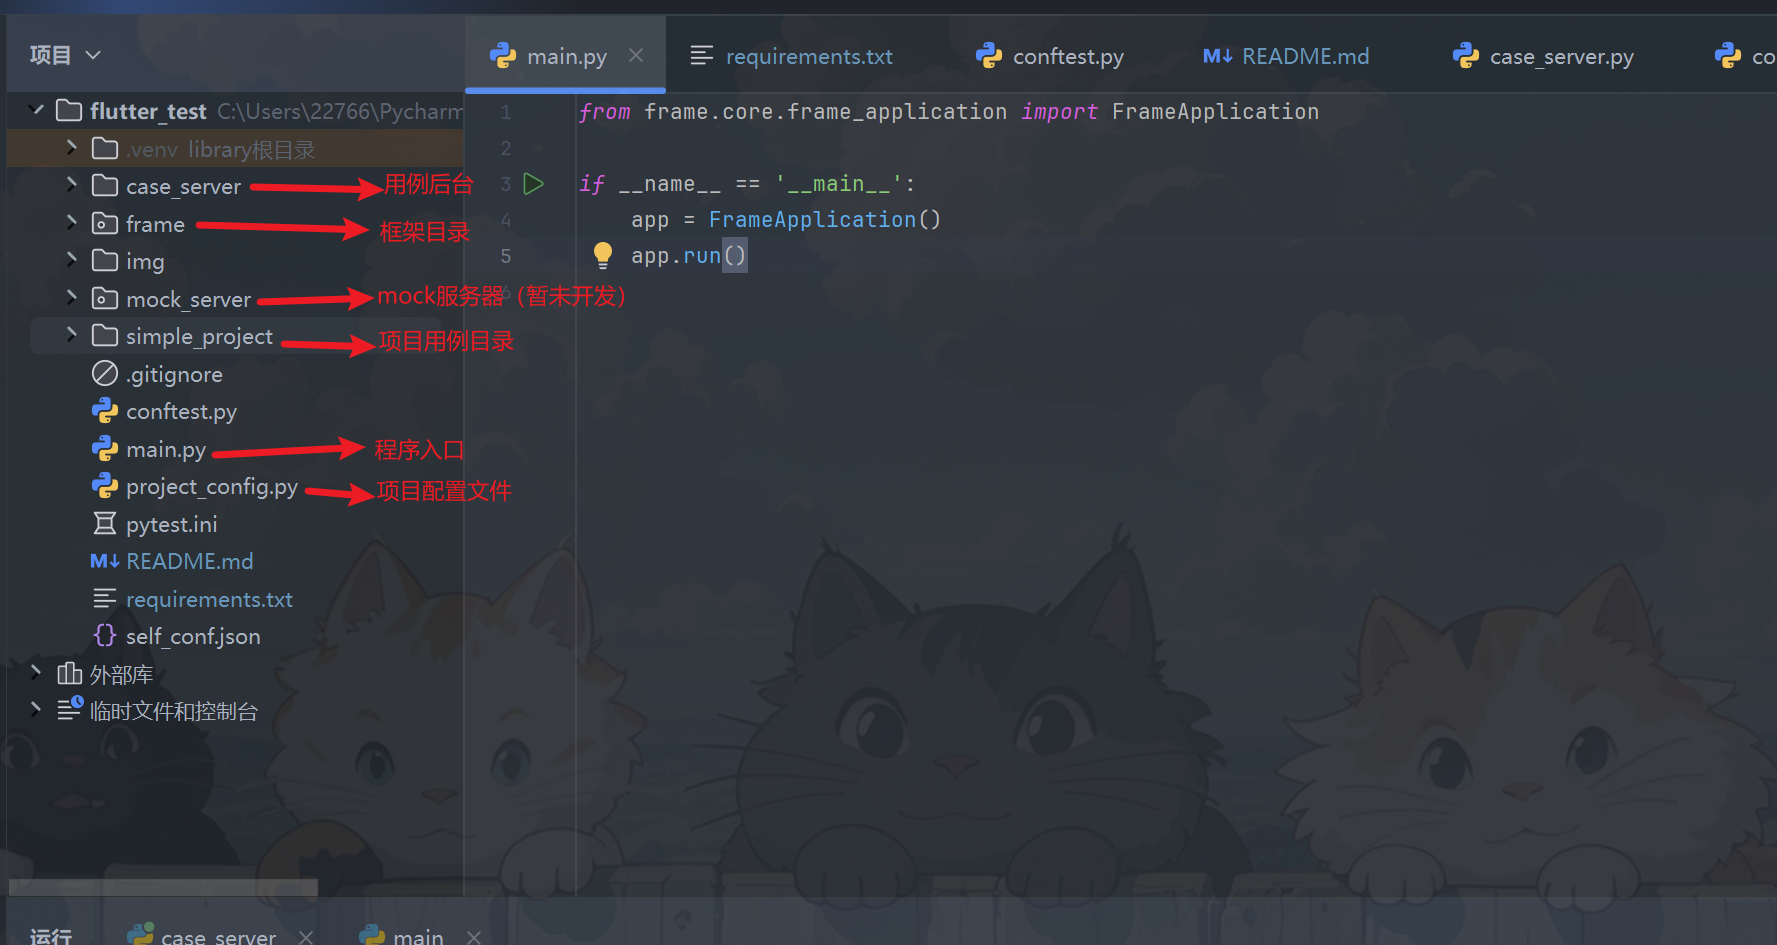 项目
main.py
requirements.txt
conftest.py
README.md
case_server.py
co
flutter_test C:\Users\22766\Pycharm
.venv library根目录
case_server
用例后台
frame
框架目录
img
mock_server
mock服务器（暂未开发）
simple_project
项目用例目录
.gitignore
conftest.py
main.py
程序入口
project_config.py
项目配置文件
pytest.ini
README.md
requirements.txt
self_conf.json
外部库
临时文件和控制台
1 from frame.core.frame_application import FrameApplication
2
3 if __name__ == '__main__':
4 app = FrameApplication()
5 app.run()
6
运行
case_server
main